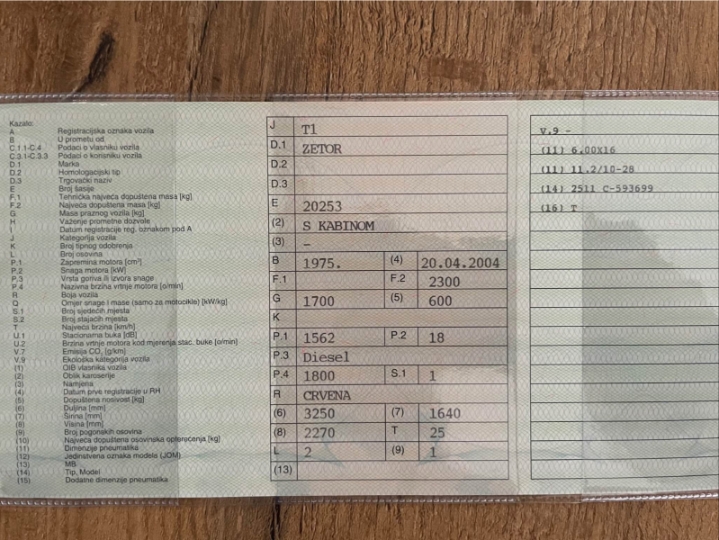 Kazalo:
A Registracijska oznaka vozila
B U prometu od
C.1.1-C.4 Podaci o vlasniku vozila
C.3.1-C.3.3 Podaci o korisniku vozila
D.1 Marka
D.2 Homologacijski tip
D.3 Trgovački naziv
E Broj šasije
F.1 Tehnička najveća dopuštena masa [kg]
F.2 Najveća dopuštena masa [kg]
G Masa praznog vozila [kg]
H Važenje prometne dozvole
I Datum registracije reg. oznakom pod A
J Kategorija vozila
K Broj tipnog odobrenja
L Broj osovina
P.1 Zapremina motora [cm³]
P.2 Snaga motora [kW]
P.3 Vrsta goriva ili izvora snage
P.4 Nazivna brzina vrtnje motora [o/min]
R Boja vozila
Q Omjer snage i mase (samo za motocikle) [kW/kg]
S.1 Broj sjedećih mjesta
S.2 Broj stajaćih mjesta
T Najveća brzina [km/h]
U.1 Stacionarna buka [dB]
U.2 Brzina vrtnje motora kod mjerenja stac. buke [o/min]
V.7 Emisija CO₂ [g/km]
V.9 Ekološka kategorija vozila
(1) OIB vlasnika vozila
(2) Oblik karoserije
(3) Namjena
(4) Datum prve registracije u RH
(5) Dopuštena nosivost [kg]
(6) Duljina [mm]
(7) Širina [mm]
(8) Visina [mm]
(9) Broj pogonskih osovina
(10) Najveća dopuštena osovinska opterećenja [kg]
(11) Dimenzije pneumatika
(12) Jedinstvena oznaka modela (JOM)
(13) MB
(14) Tip, Model
(15) Dodatne dimenzije pneumatika
J T1
D.1 ZETOR
D.2
D.3
E 20253
(2) S KABINOM
(3) –
B 1975. (4) 20.04.2004
F.1 F.2 2300
G 1700 (5) 600
K
P.1 1562 P.2 18
P.3 Diesel
P.4 1800 S.1 1
R CRVENA
(6) 3250 (7) 1640
(8) 2270 T 25
L 2 (9) 1
(13)
V.9 -
(11) 6.00X16
(11) 11.2/10-28
(14) 2511 C-593699
(16) T